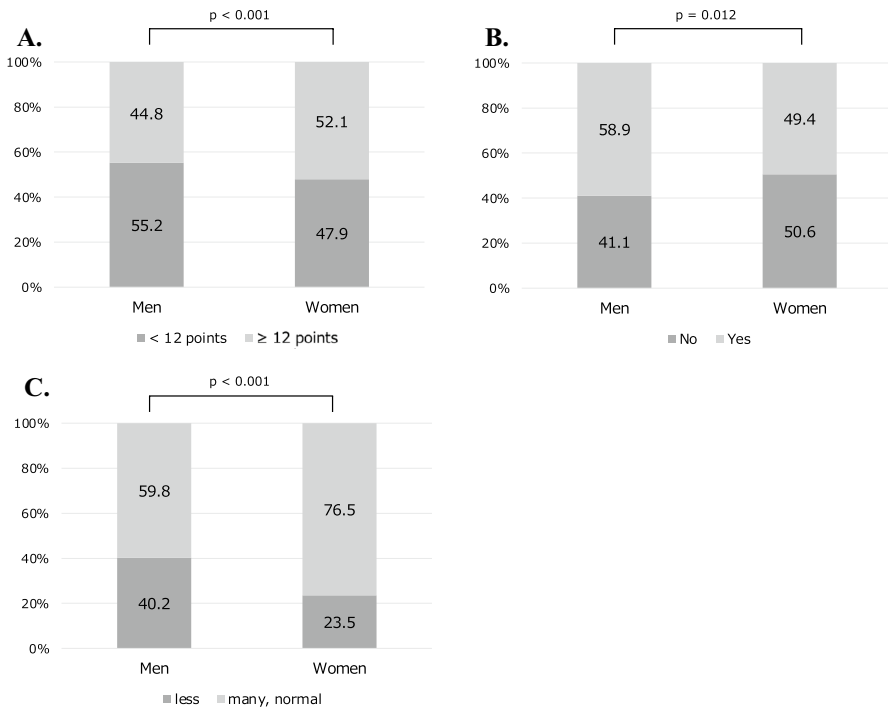 A.
p < 0.001
100%
80%
60%
40%
20%
0%
44.8
55.2
52.1
47.9
Men Women
< 12 points ≥ 12 points
B.
p = 0.012
100%
80%
60%
40%
20%
0%
58.9
41.1
49.4
50.6
Men Women
No Yes
C.
p < 0.001
100%
80%
60%
40%
20%
0%
59.8
40.2
76.5
23.5
Men Women
less many, normal